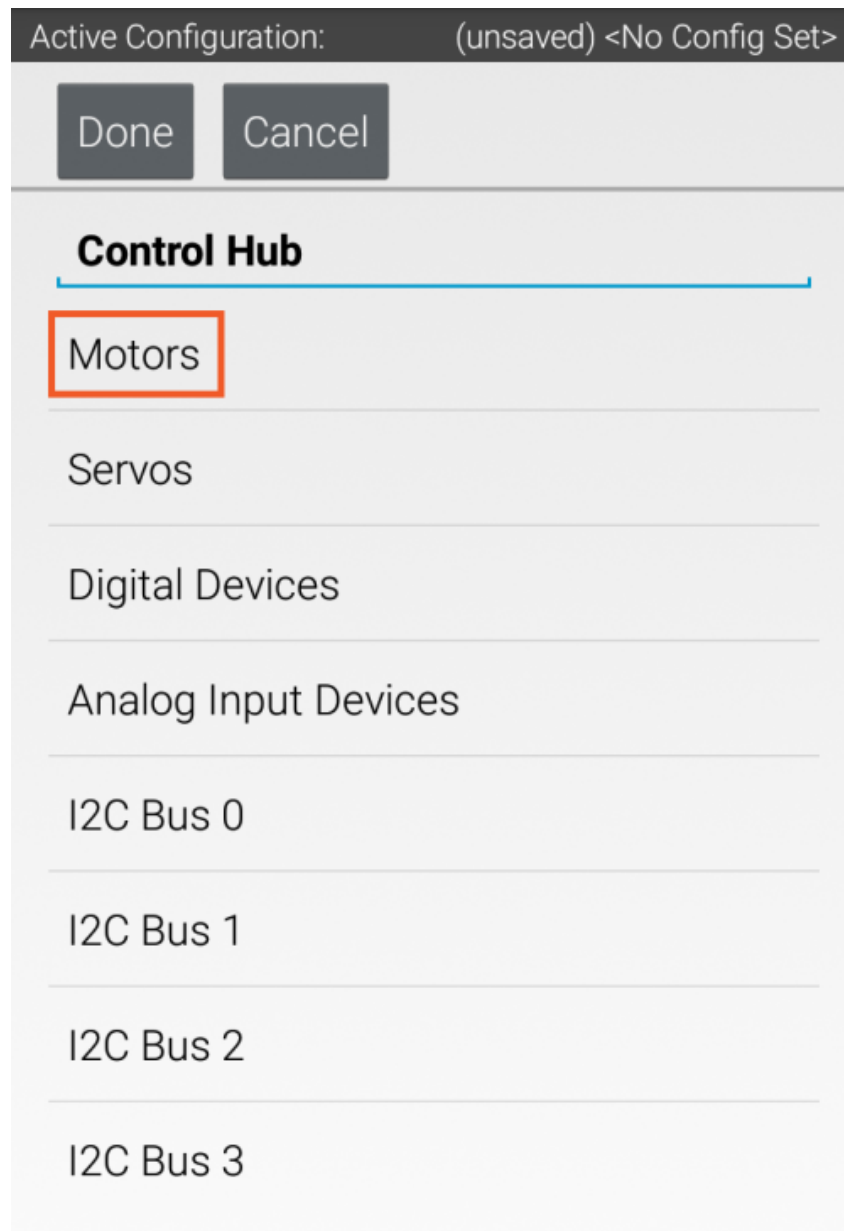 Active Configuration: (unsaved) <No Config Set>
Done Cancel
Control Hub
Motors
Servos
Digital Devices
Analog Input Devices
I2C Bus 0
I2C Bus 1
I2C Bus 2
I2C Bus 3